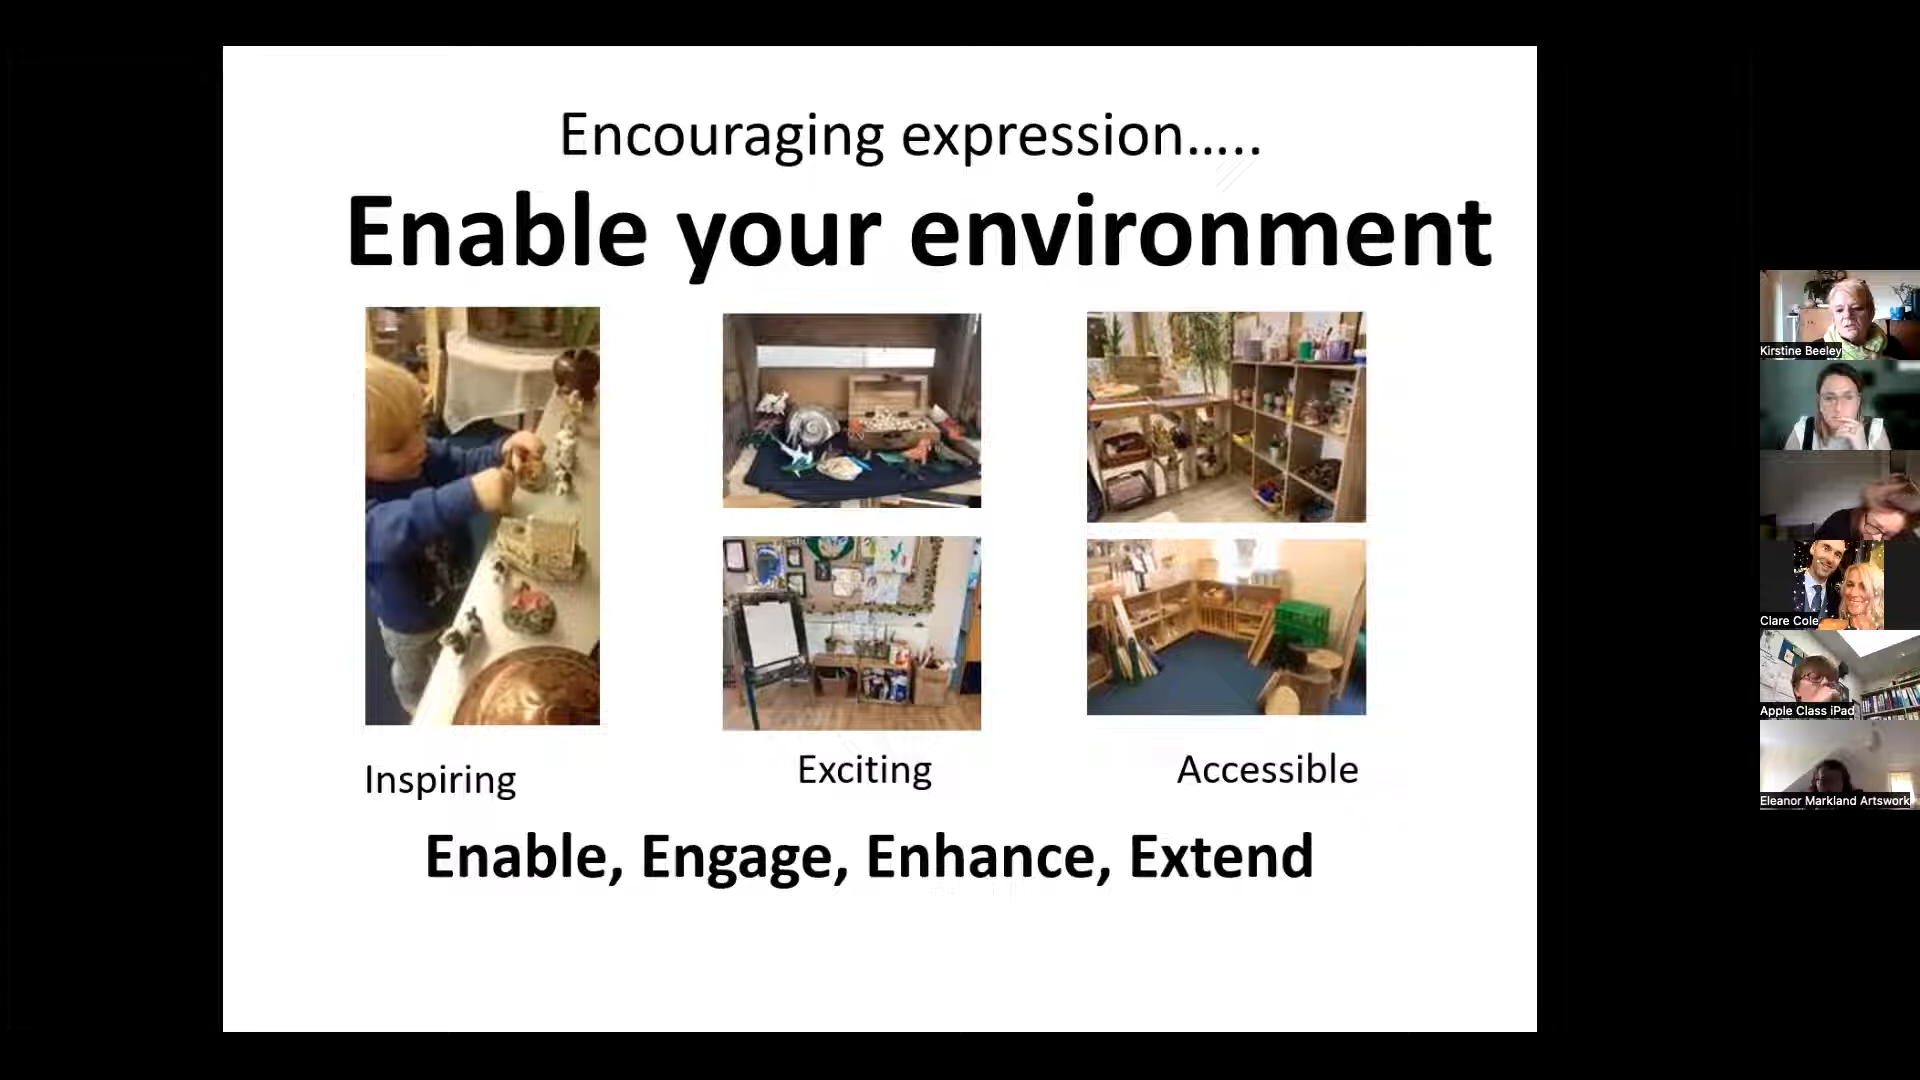 Encouraging expression…..
Enable your environment
Inspiring
Exciting
Accessible
Enable, Engage, Enhance, Extend
Kirstine Beeley
Clare Cole
Apple Class iPad
Eleanor Markland Artswork